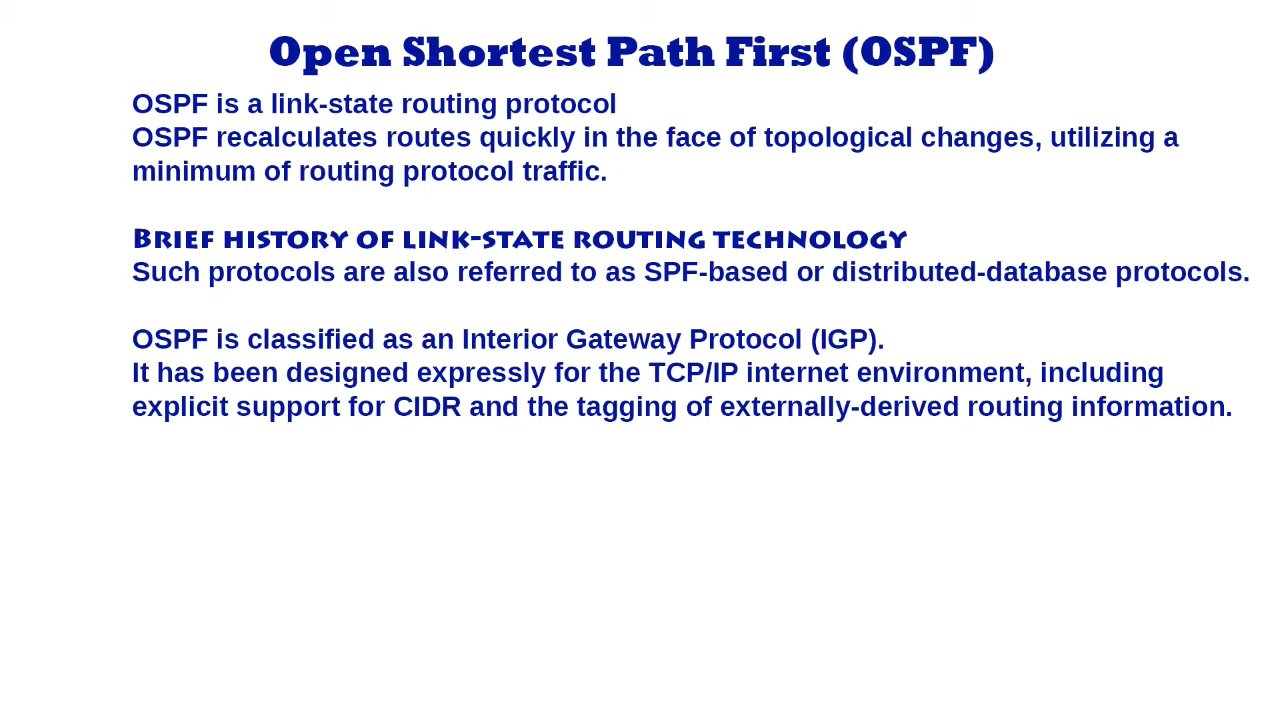 Open Shortest Path First (OSPF)
OSPF is a link-state routing protocol
OSPF recalculates routes quickly in the face of topological changes, utilizing a
minimum of routing protocol traffic.
Brief history of link-state routing technology
Such protocols are also referred to as SPF-based or distributed-database protocols.
OSPF is classified as an Interior Gateway Protocol (IGP).
It has been designed expressly for the TCP/IP internet environment, including
explicit support for CIDR and the tagging of externally-derived routing information.